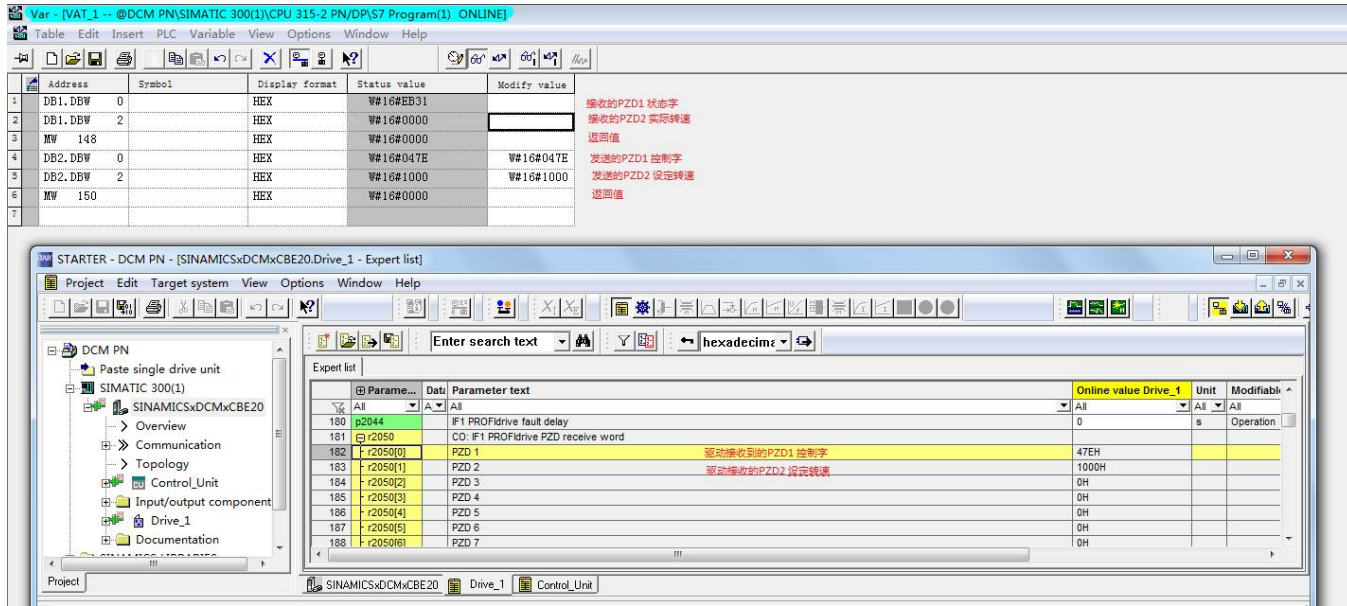 Var - [VAT_1 -- @DCM PN\SIMATIC 300(1)\CPU 315-2 PN/DP\S7 Program(1) ONLINE]
Table Edit Insert PLC Variable View Options Window Help
Address Symbol Display format Status value Modify value
1 DB1.DBW 0 HEX W#16#EB31 接收的PZD1 状态字
2 DB1.DBW 2 HEX W#16#0000 接收的PZD2 实际转速
3 MW 148 HEX W#16#0000 返回值
4 DB2.DBW 0 HEX W#16#047E W#16#047E 发送的PZD1 控制字
5 DB2.DBW 2 HEX W#16#1000 W#16#1000 发送的PZD2 设定转速
6 MW 150 HEX W#16#0000 返回值
7
STARTER - DCM PN - [SINAMICSxDCMxCBE20.Drive_1 - Expert list]
Project Edit Target system View Options Window Help
Enter search text hexadecima
DCM PN
Paste single drive unit
SIMATIC 300(1)
SINAMICSxDCMxCBE20
Overview
Communication
Topology
Control_Unit
Input/output component
Drive_1
Documentation
Project
Expert list
Parame... Data Parameter text Online value Drive_1 Unit Modifiable
All A All All All All
180 p2044 IF1 PROFIdrive fault delay 0 s Operation
181 r2050 CO: IF1 PROFIdrive PZD receive word
182 r2050[0] PZD 1 驱动接收到的PZD1 控制字 47EH
183 r2050[1] PZD 2 驱动接收的PZD2 设定转速 1000H
184 r2050[2] PZD 3 0H
185 r2050[3] PZD 4 0H
186 r2050[4] PZD 5 0H
187 r2050[5] PZD 6 0H
188 r2050[6] PZD 7 0H
SINAMICSxDCMxCBE20 Drive_1 Control_Unit